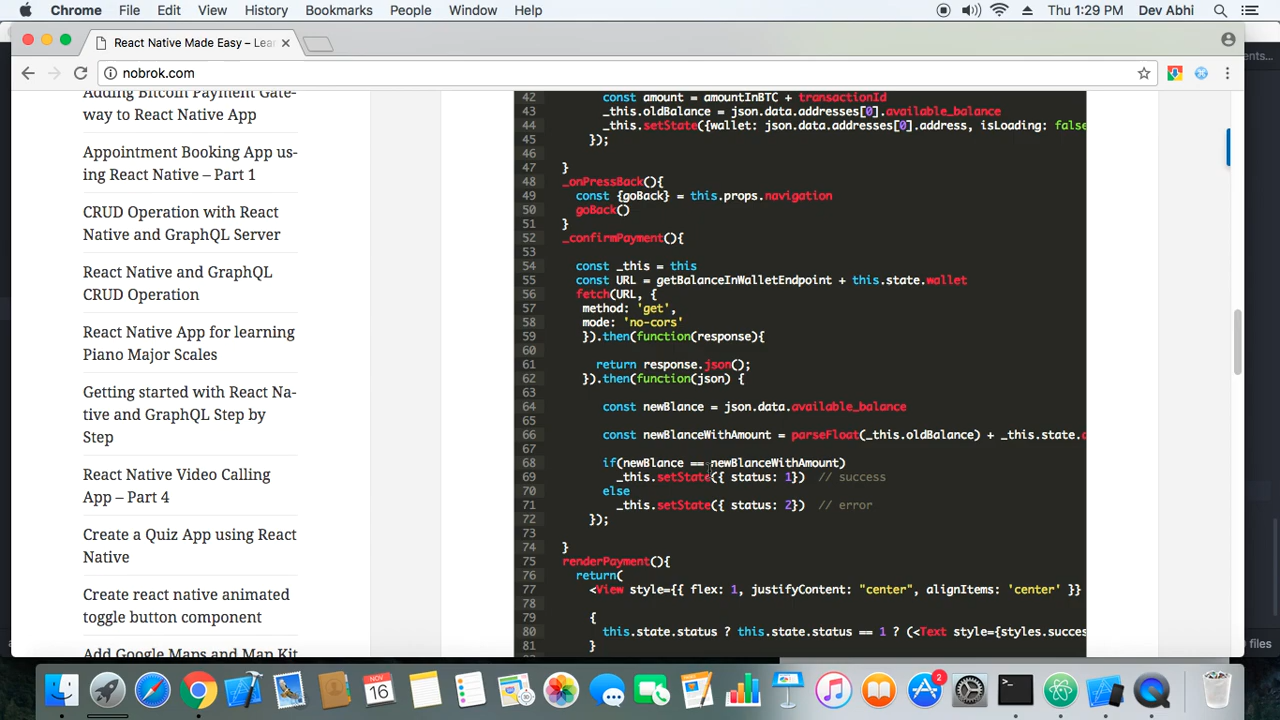 Chrome File Edit View History Bookmarks People Window Help Thu 1:29 PM Dev Abhi
React Native Made Easy – Lea
nobrok.com
Adding Bitcoin Payment Gate-
way to React Native App
Appointment Booking App us-
ing React Native – Part 1
CRUD Operation with React
Native and GraphQL Server
React Native and GraphQL
CRUD Operation
React Native App for learning
Piano Major Scales
Getting started with React Na-
tive and GraphQL Step by
Step
React Native Video Calling
App – Part 4
Create a Quiz App using React
Native
Create react native animated
toggle button component
Add Google Maps and Map Kit
42 const amount = amountInBTC + transactionId
43 _this.oldBalance = json.data.addresses[0].available_balance
44 _this.setState({wallet: json.data.addresses[0].address, isLoading: false
45 });
46
47 }
48 _onPressBack(){
49 const {goBack} = this.props.navigation
50 goBack()
51 }
52 _confirmPayment(){
53
54 const _this = this
55 const URL = getBalanceInWalletEndpoint + this.state.wallet
56 fetch(URL, {
57 method: 'get',
58 mode: 'no-cors'
59 }).then(function(response){
60
61 return response.json();
62 }).then(function(json) {
63
64 const newBlance = json.data.available_balance
65
66 const newBlanceWithAmount = parseFloat(_this.oldBalance) + _this.state.
67
68 if(newBlance == newBlanceWithAmount)
69 _this.setState({ status: 1}) // success
70 else
71 _this.setState({ status: 2}) // error
72 });
73
74 }
75 renderPayment(){
76 return(
77 <View style={{ flex: 1, justifyContent: "center", alignItems: 'center' }}
78
79 {
80 this.state.status ? this.state.status == 1 ? (<Text style={styles.succes
81 }
ents...
files
16
2